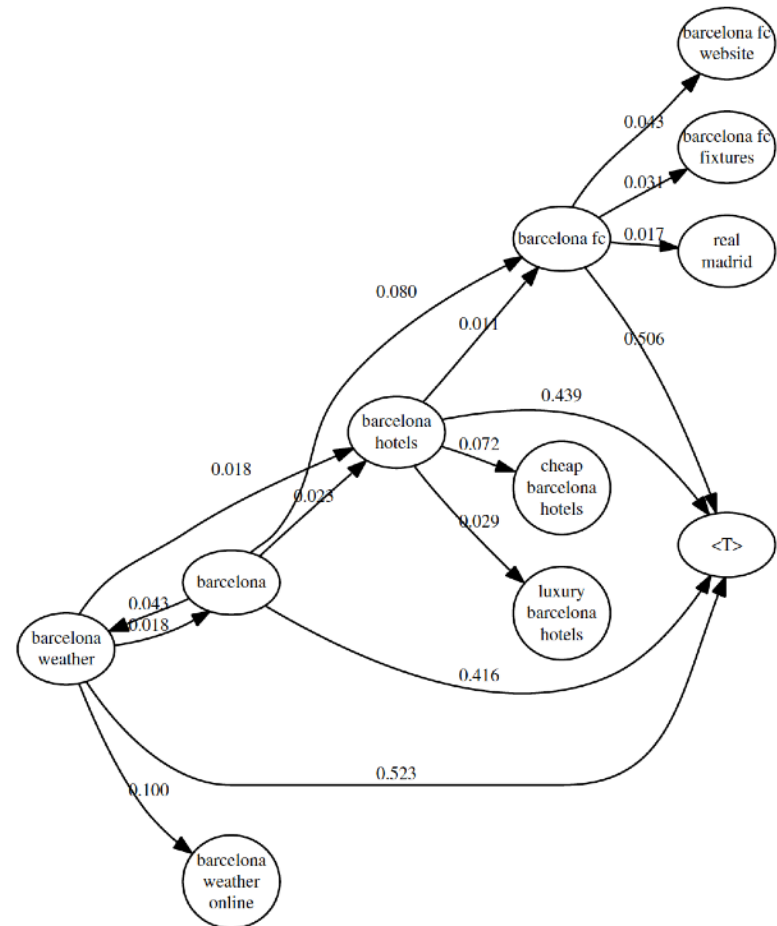 barcelona fc
website
0.043
barcelona fc
fixtures
0.031
barcelona fc
0.017
real
madrid
0.080
0.011
0.506
barcelona
hotels
0.439
0.018
0.072
cheap
barcelona
hotels
0.023
0.029
<T>
barcelona
luxury
barcelona
hotels
0.043
0.018
barcelona
weather
0.416
0.523
0.100
barcelona
weather
online